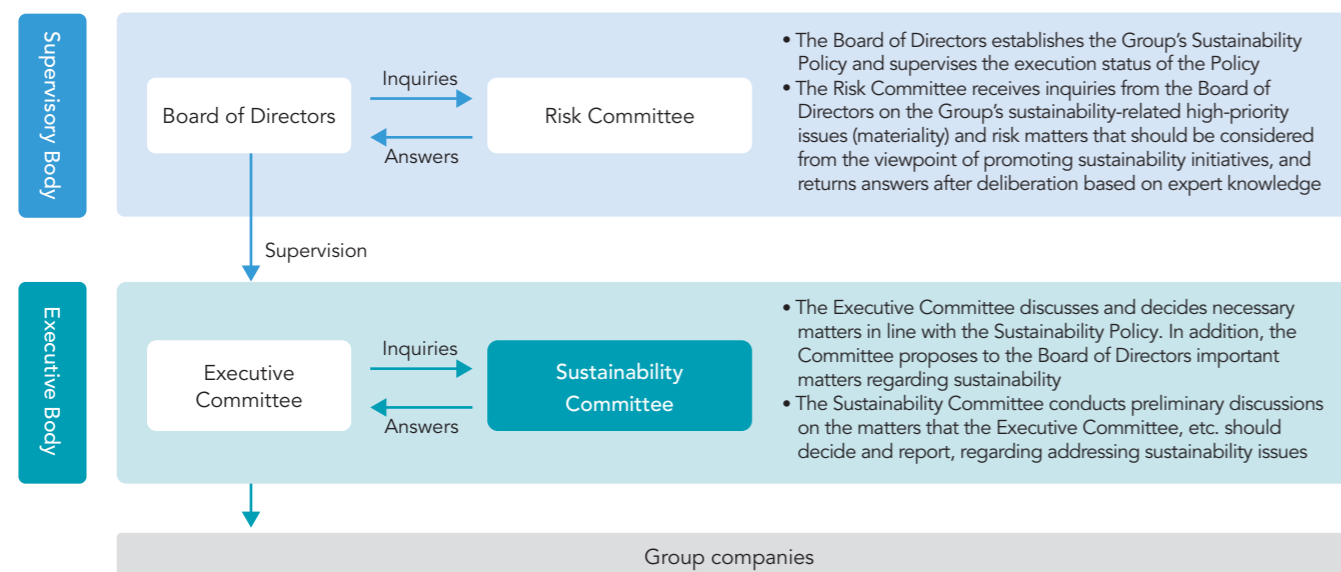 Supervisory Body
Board of Directors
Inquiries
Answers
Risk Committee
• The Board of Directors establishes the Group's Sustainability
Policy and supervises the execution status of the Policy
• The Risk Committee receives inquiries from the Board of
Directors on the Group's sustainability-related high-priority
issues (materiality) and risk matters that should be considered
from the viewpoint of promoting sustainability initiatives, and
returns answers after deliberation based on expert knowledge
Supervision
Executive Body
Executive
Committee
Inquiries
Answers
Sustainability
Committee
• The Executive Committee discusses and decides necessary
matters in line with the Sustainability Policy. In addition, the
Committee proposes to the Board of Directors important
matters regarding sustainability
• The Sustainability Committee conducts preliminary discussions
on the matters that the Executive Committee, etc. should
decide and report, regarding addressing sustainability issues
Group companies